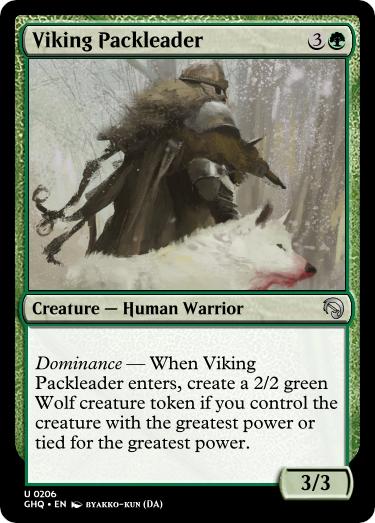 Viking Packleader 3
Creature — Human Warrior
Dominance — When Viking
Packleader enters, create a 2/2 green
Wolf creature token if you control the
creature with the greatest power or
tied for the greatest power.
3/3
U 0206
GHQ • EN BYAKKO-KUN (DA)